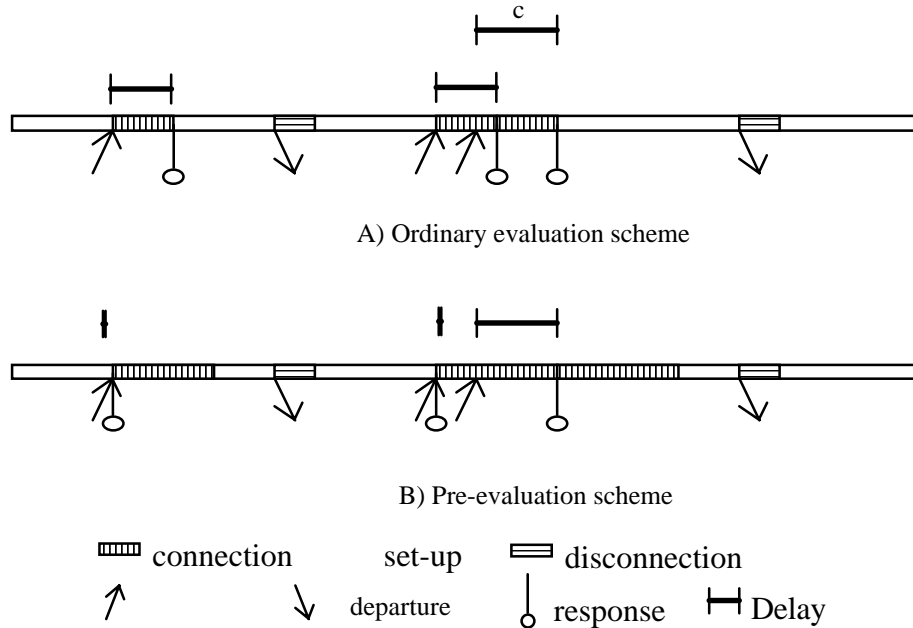 c
A) Ordinary evaluation scheme
B) Pre-evaluation scheme
connection set-up disconnection
departure response Delay